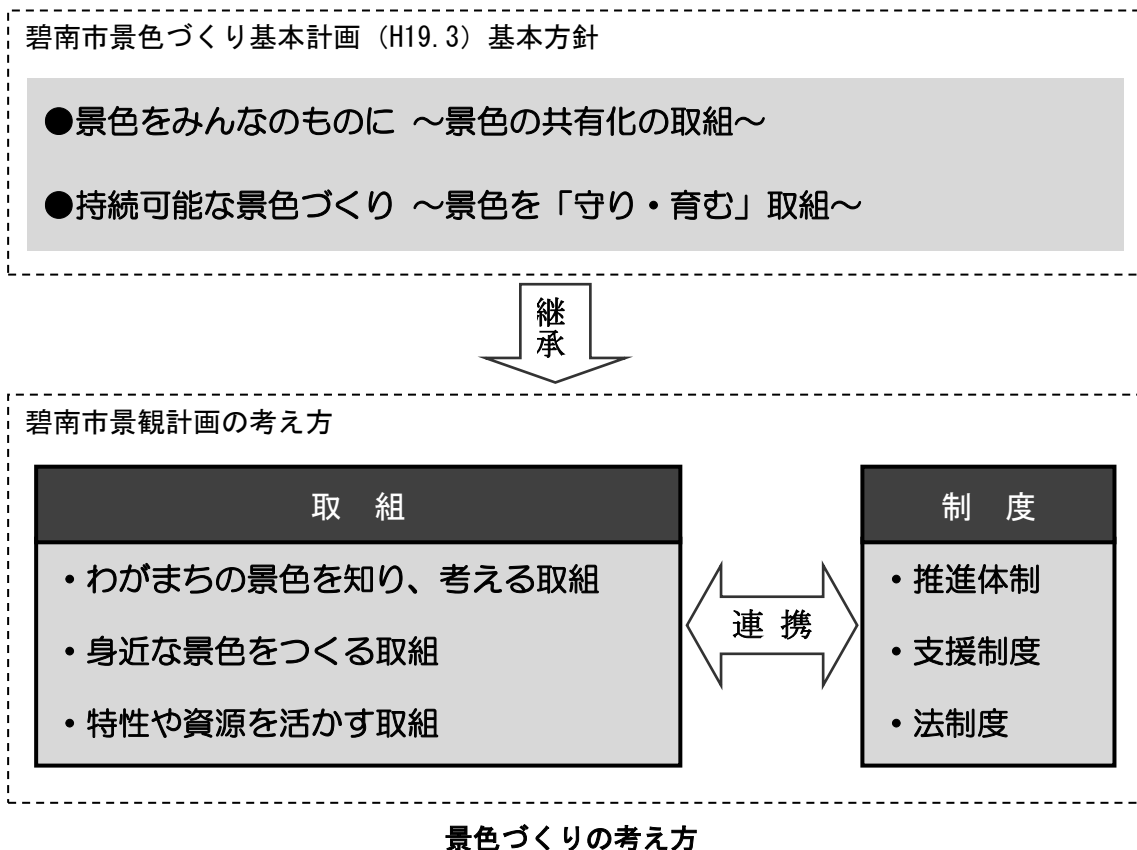 碧南市景色づくり基本計画（H19.3）基本方針
●景色をみんなのものに ～景色の共有化の取組～
●持続可能な景色づくり ～景色を「守り・育む」取組～
継承
碧南市景観計画の考え方
取 組
・わがまちの景色を知り、考える取組
・身近な景色をつくる取組
・特性や資源を活かす取組
連 携
制 度
・推進体制
・支援制度
・法制度
景色づくりの考え方